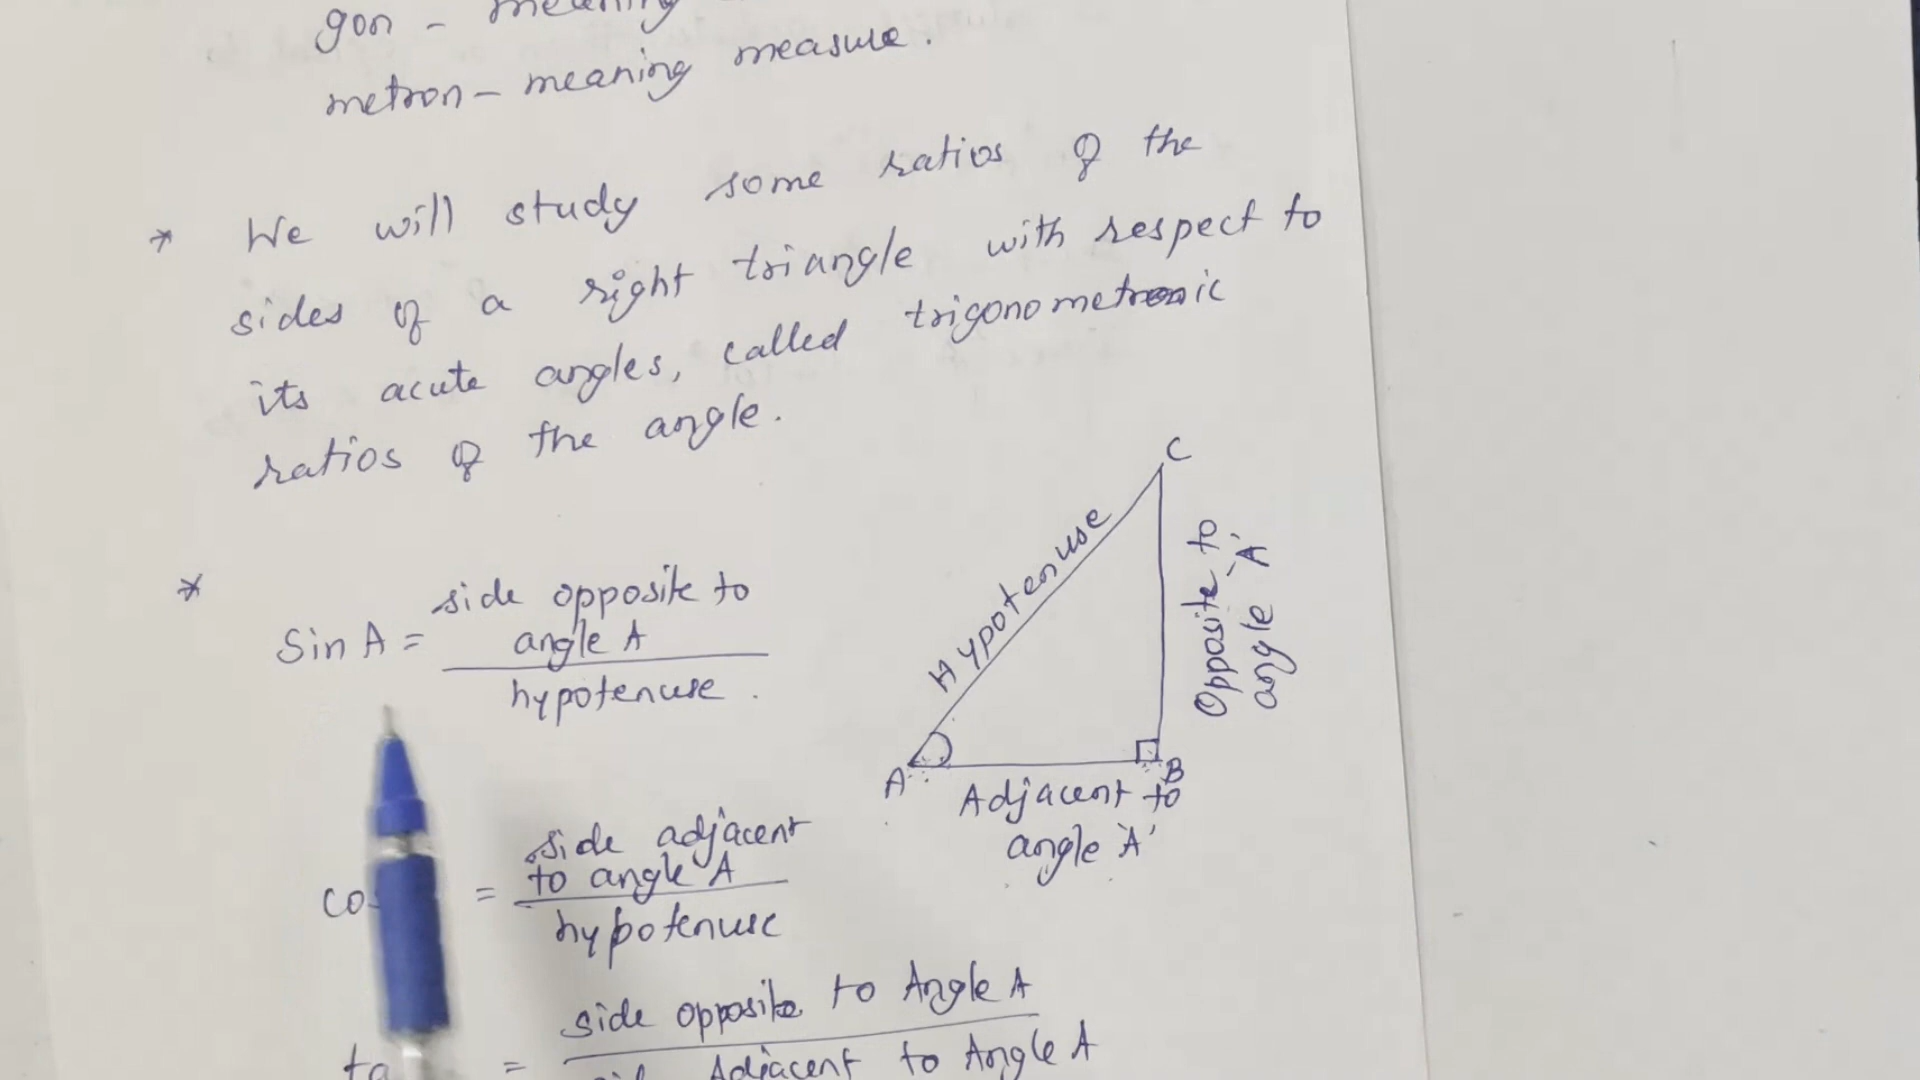 gon - meaning
metron - meaning measure.
* We will study some ratios of the
sides of a right triangle with respect to
its acute angles, called trigonometric
ratios of the angle.
* Sin A = side opposite to
angle A
hypotenuse.
C
Hypotenuse
Opposite to
angle 'A'
A
B
Adjacent to
angle 'A'
= side adjacent
to angle A
hypotenuse
= side opposite to Angle A
Adjacent to Angle A